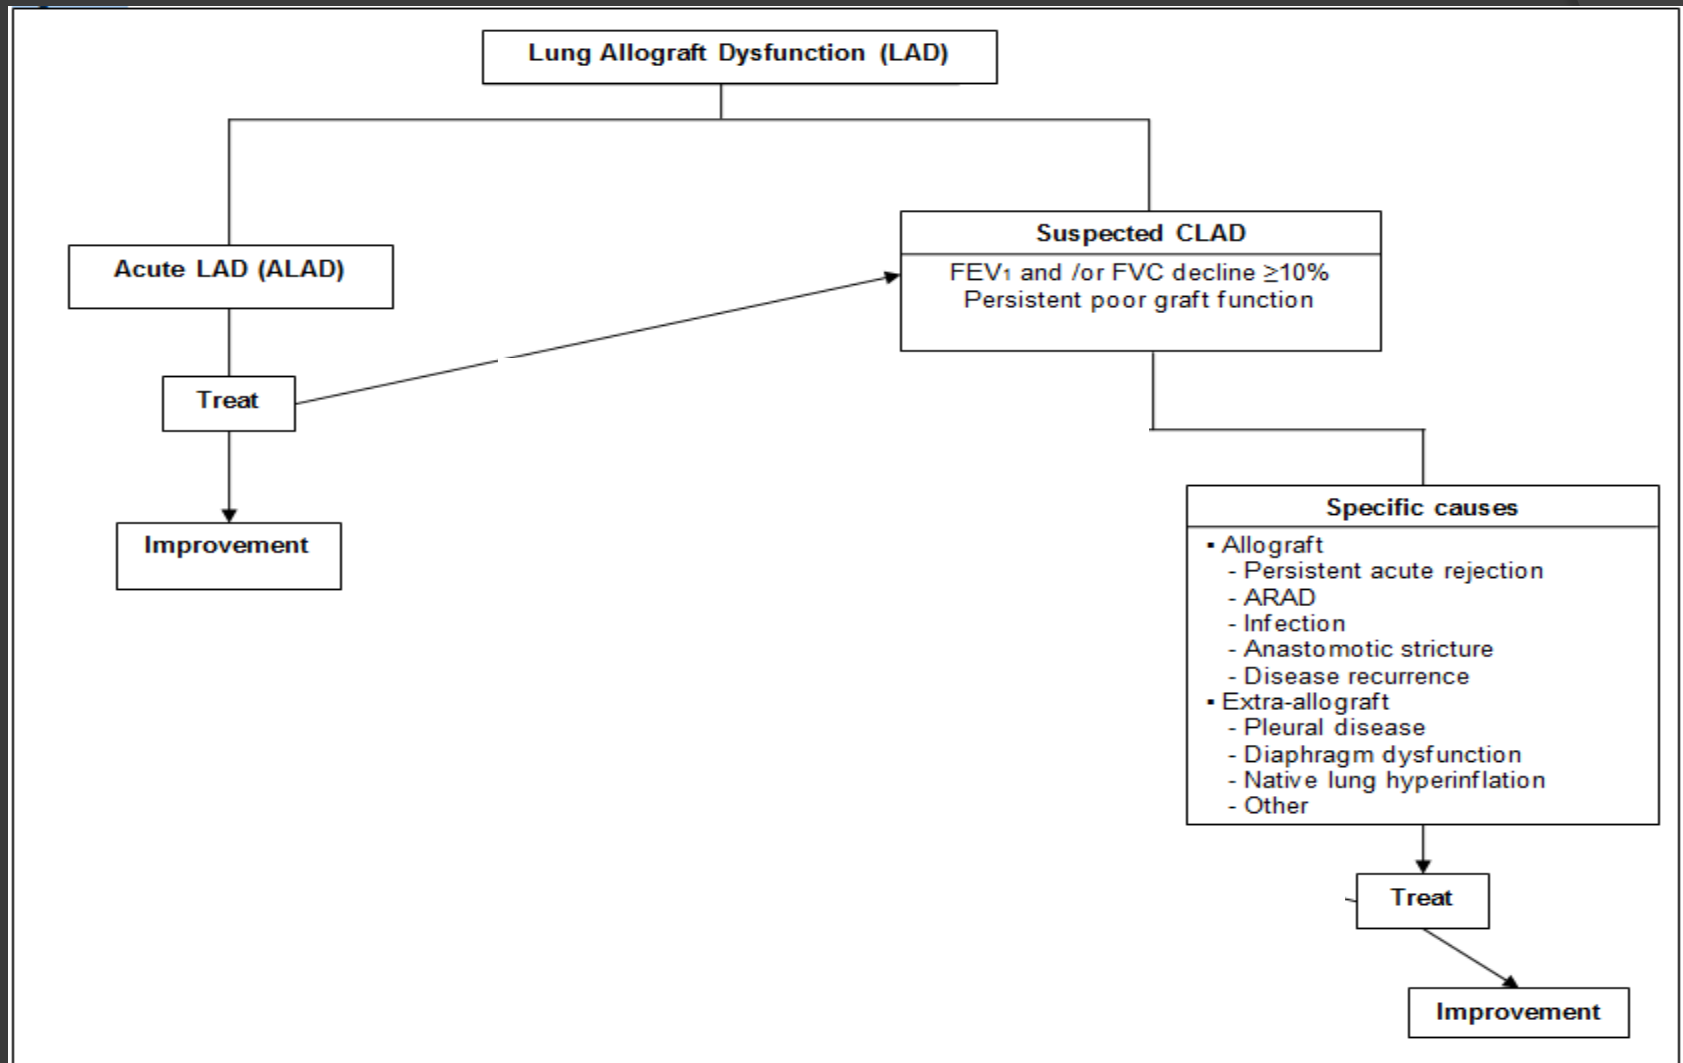 Lung Allograft Dysfunction (LAD)
Acute LAD (ALAD)
Treat
Improvement
Suspected CLAD
FEV₁ and /or FVC decline ≥10%
Persistent poor graft function
Specific causes
▪ Allograft
- Persistent acute rejection
- ARAD
- Infection
- Anastomotic stricture
- Disease recurrence
▪ Extra-allograft
- Pleural disease
- Diaphragm dysfunction
- Native lung hyperinflation
- Other
Treat
Improvement